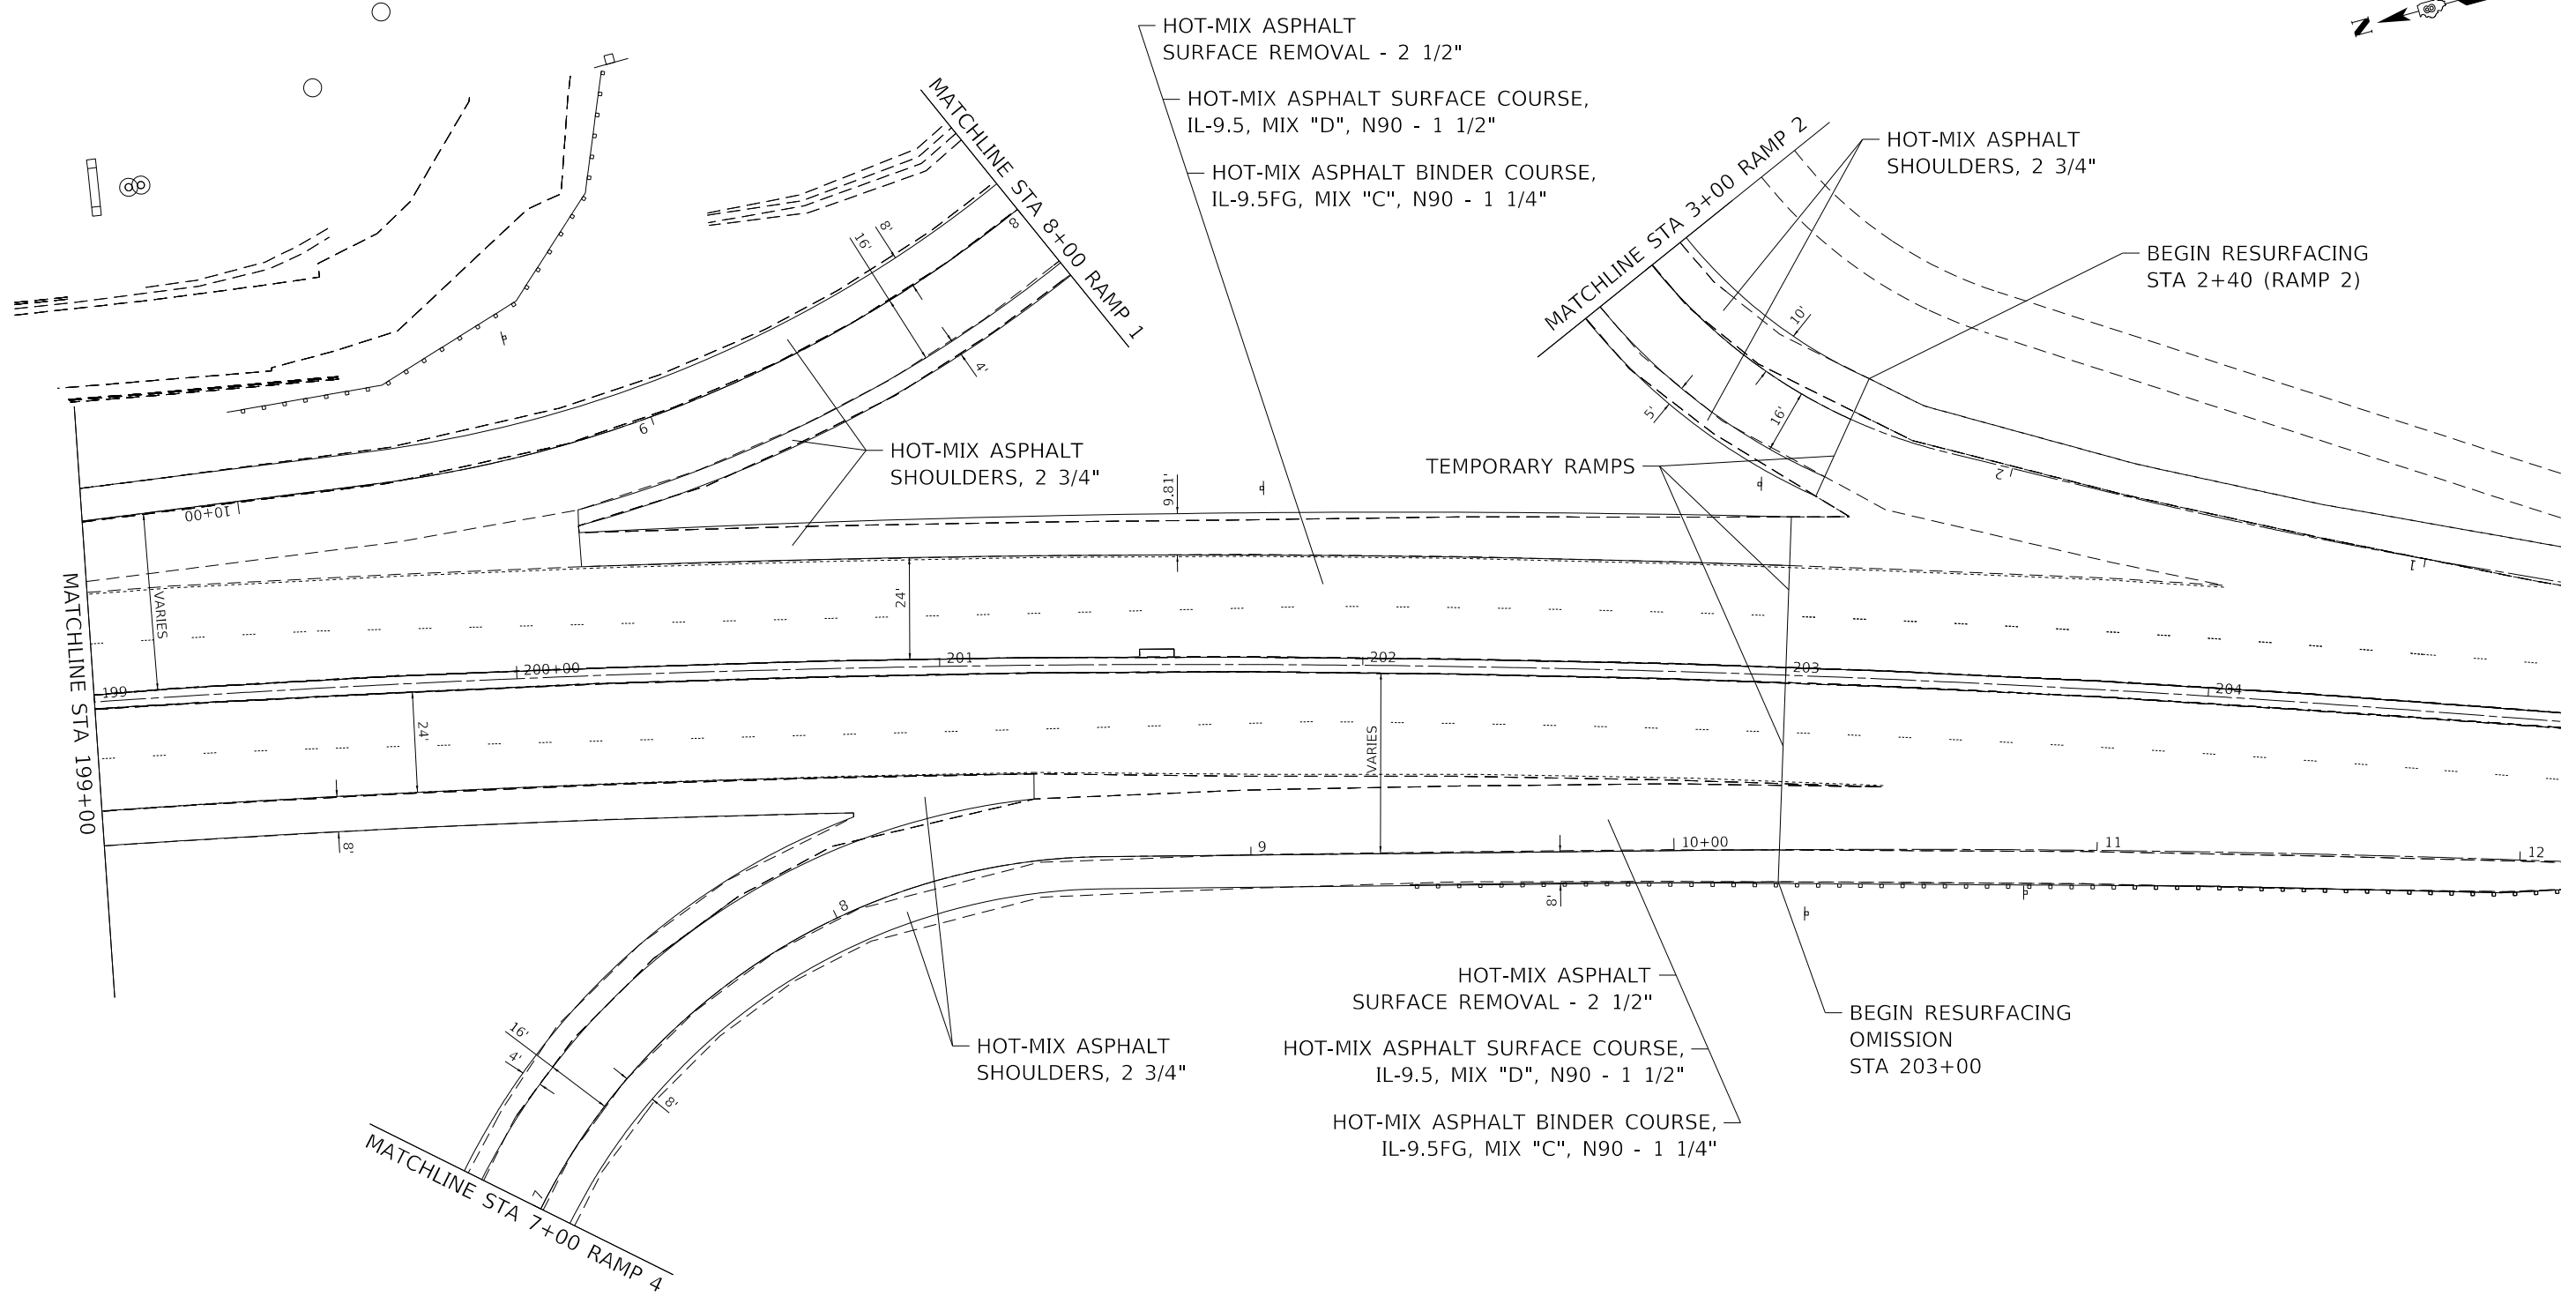 HOT-MIX ASPHALT
SURFACE REMOVAL - 2 1/2"
HOT-MIX ASPHALT SURFACE COURSE,
IL-9.5, MIX "D", N90 - 1 1/2"
HOT-MIX ASPHALT BINDER COURSE,
IL-9.5FG, MIX "C", N90 - 1 1/4"
N
MATCHLINE STA 8+00 RAMP 1
8
8'
16'
4'
9
10+00
HOT-MIX ASPHALT
SHOULDERS, 2 3/4"
MATCHLINE STA 3+00 RAMP 2
HOT-MIX ASPHALT
SHOULDERS, 2 3/4"
BEGIN RESURFACING
STA 2+40 (RAMP 2)
10'
16'
5'
2
1
TEMPORARY RAMPS
9.81'
24'
VARIES
MATCHLINE STA 199+00
199
200+00
201
202
203
204
24'
VARIES
8'
9
10+00
11
12
8
8'
16'
4'
8'
7
MATCHLINE STA 7+00 RAMP 4
HOT-MIX ASPHALT
SHOULDERS, 2 3/4"
HOT-MIX ASPHALT
SURFACE REMOVAL - 2 1/2"
HOT-MIX ASPHALT SURFACE COURSE,
IL-9.5, MIX "D", N90 - 1 1/2"
HOT-MIX ASPHALT BINDER COURSE,
IL-9.5FG, MIX "C", N90 - 1 1/4"
BEGIN RESURFACING
OMISSION
STA 203+00